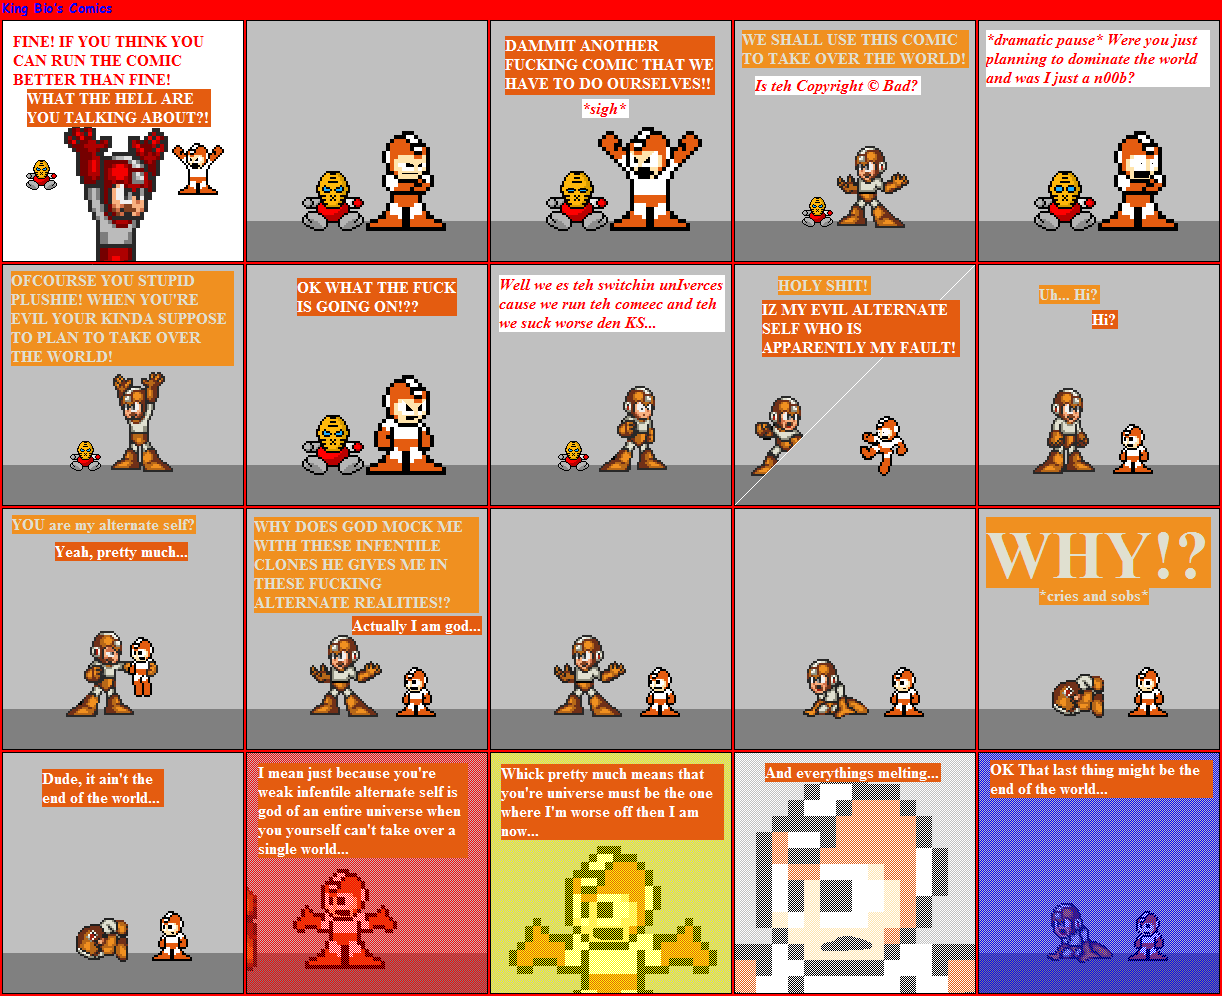 King Bio's Comics
FINE! IF YOU THINK YOU
CAN RUN THE COMIC
BETTER THAN FINE!
WHAT THE HELL ARE
YOU TALKING ABOUT?!
DAMMIT ANOTHER
FUCKING COMIC THAT WE
HAVE TO DO OURSELVES!!
*sigh*
WE SHALL USE THIS COMIC
TO TAKE OVER THE WORLD!
Is teh Copyright © Bad?
*dramatic pause* Were you just
planning to dominate the world
and was I just a n00b?
OFCOURSE YOU STUPID
PLUSHIE! WHEN YOU'RE
EVIL YOUR KINDA SUPPOSE
TO PLAN TO TAKE OVER
THE WORLD!
OK WHAT THE FUCK
IS GOING ON!??
Well we es teh switchin unIverces
cause we run teh comeec and teh
we suck worse den KS...
HOLY SHIT!
IZ MY EVIL ALTERNATE
SELF WHO IS
APPARENTLY MY FAULT!
Uh... Hi?
Hi?
YOU are my alternate self?
Yeah, pretty much...
WHY DOES GOD MOCK ME
WITH THESE INFENTILE
CLONES HE GIVES ME IN
THESE FUCKING
ALTERNATE REALITIES!?
Actually I am god...
WHY!?
*cries and sobs*
Dude, it ain't the
end of the world...
I mean just because you're
weak infentile alternate self is
god of an entire universe when
you yourself can't take over a
single world...
Whick pretty much means that
you're universe must be the one
where I'm worse off then I am
now...
And everythings melting...
OK That last thing might be the
end of the world...